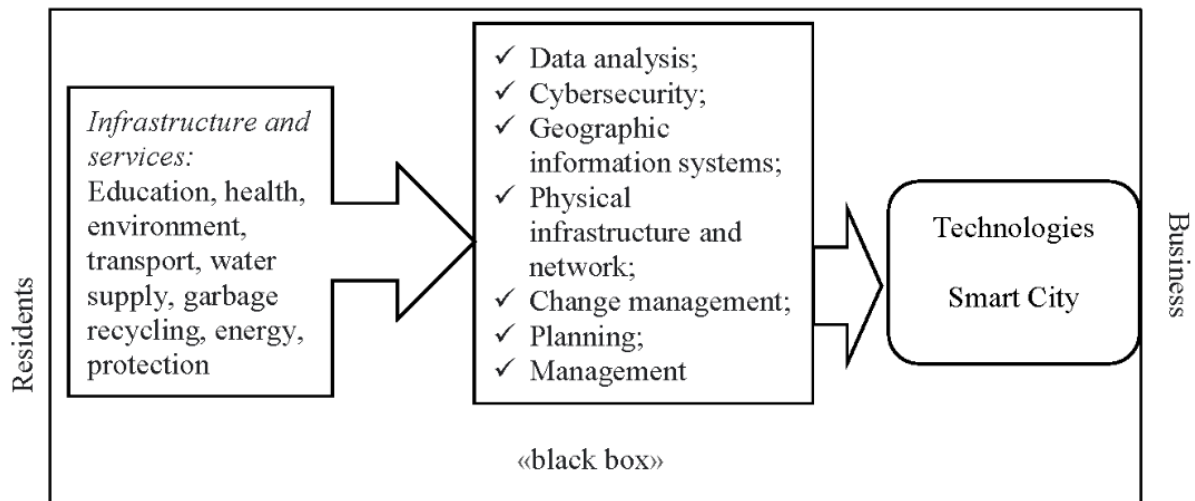 Residents
Infrastructure and
services:
Education, health,
environment,
transport, water
supply, garbage
recycling, energy,
protection
✓ Data analysis;
✓ Cybersecurity;
✓ Geographic
information systems;
✓ Physical
infrastructure and
network;
✓ Change management;
✓ Planning;
✓ Management
Technologies
Smart City
Business
«black box»